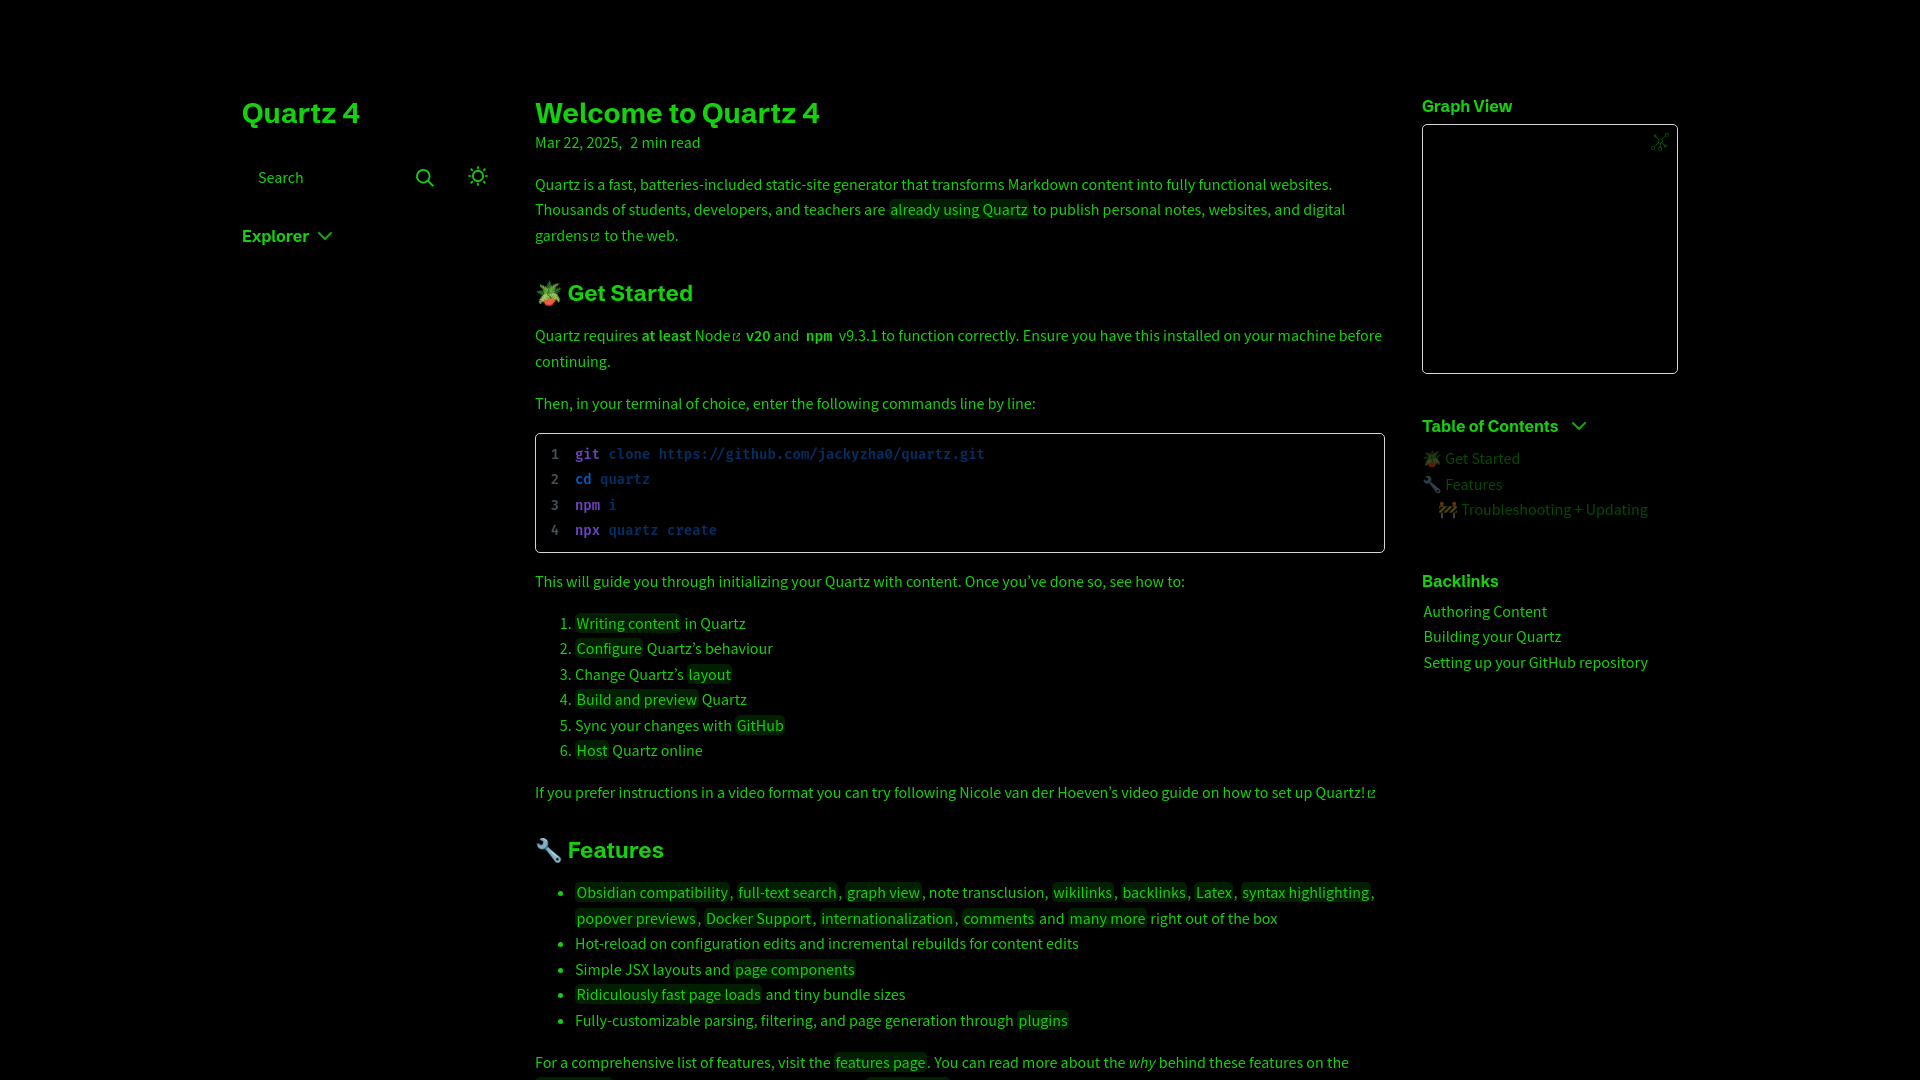 Quartz 4
Search
Explorer
Welcome to Quartz 4
Mar 22, 2025, 2 min read
Quartz is a fast, batteries-included static-site generator that transforms Markdown content into fully functional websites.
Thousands of students, developers, and teachers are already using Quartz to publish personal notes, websites, and digital
gardens to the web.
Get Started
Quartz requires at least Node v20 and npm v9.3.1 to function correctly. Ensure you have this installed on your machine before
continuing.
Then, in your terminal of choice, enter the following commands line by line:
1 git clone https://github.com/jackyzha0/quartz.git
2 cd quartz
3 npm i
4 npx quartz create
This will guide you through initializing your Quartz with content. Once you’ve done so, see how to:
1. Writing content in Quartz
2. Configure Quartz’s behaviour
3. Change Quartz’s layout
4. Build and preview Quartz
5. Sync your changes with GitHub
6. Host Quartz online
If you prefer instructions in a video format you can try following Nicole van der Hoeven’s video guide on how to set up Quartz!
Features
• Obsidian compatibility, full-text search, graph view, note transclusion, wikilinks, backlinks, Latex, syntax highlighting,
popover previews, Docker Support, internationalization, comments and many more right out of the box
• Hot-reload on configuration edits and incremental rebuilds for content edits
• Simple JSX layouts and page components
• Ridiculously fast page loads and tiny bundle sizes
• Fully-customizable parsing, filtering, and page generation through plugins
For a comprehensive list of features, visit the features page. You can read more about the why behind these features on the
Graph View
Table of Contents
Get Started
Features
Troubleshooting + Updating
Backlinks
Authoring Content
Building your Quartz
Setting up your GitHub repository